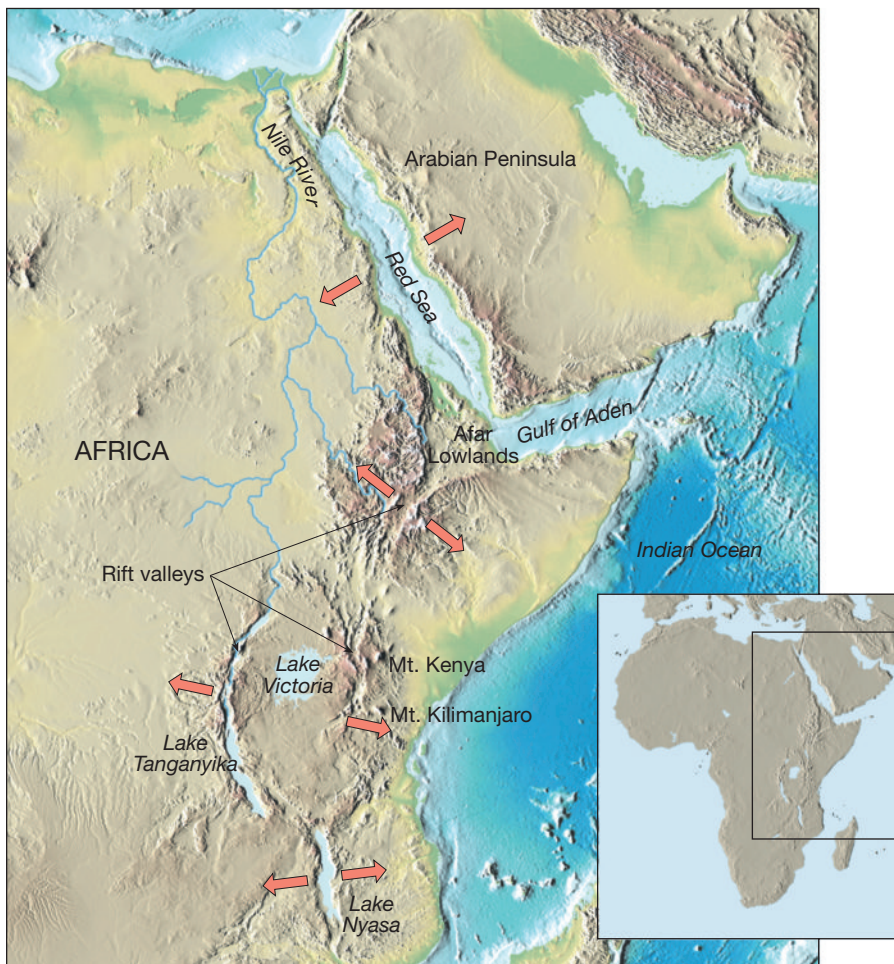 Nile River
Arabian Peninsula
Red Sea
AFRICA
Afar
Lowlands
Gulf of Aden
Indian Ocean
Rift valleys
Lake
Victoria
Mt. Kenya
Mt. Kilimanjaro
Lake
Tanganyika
Lake
Nyasa